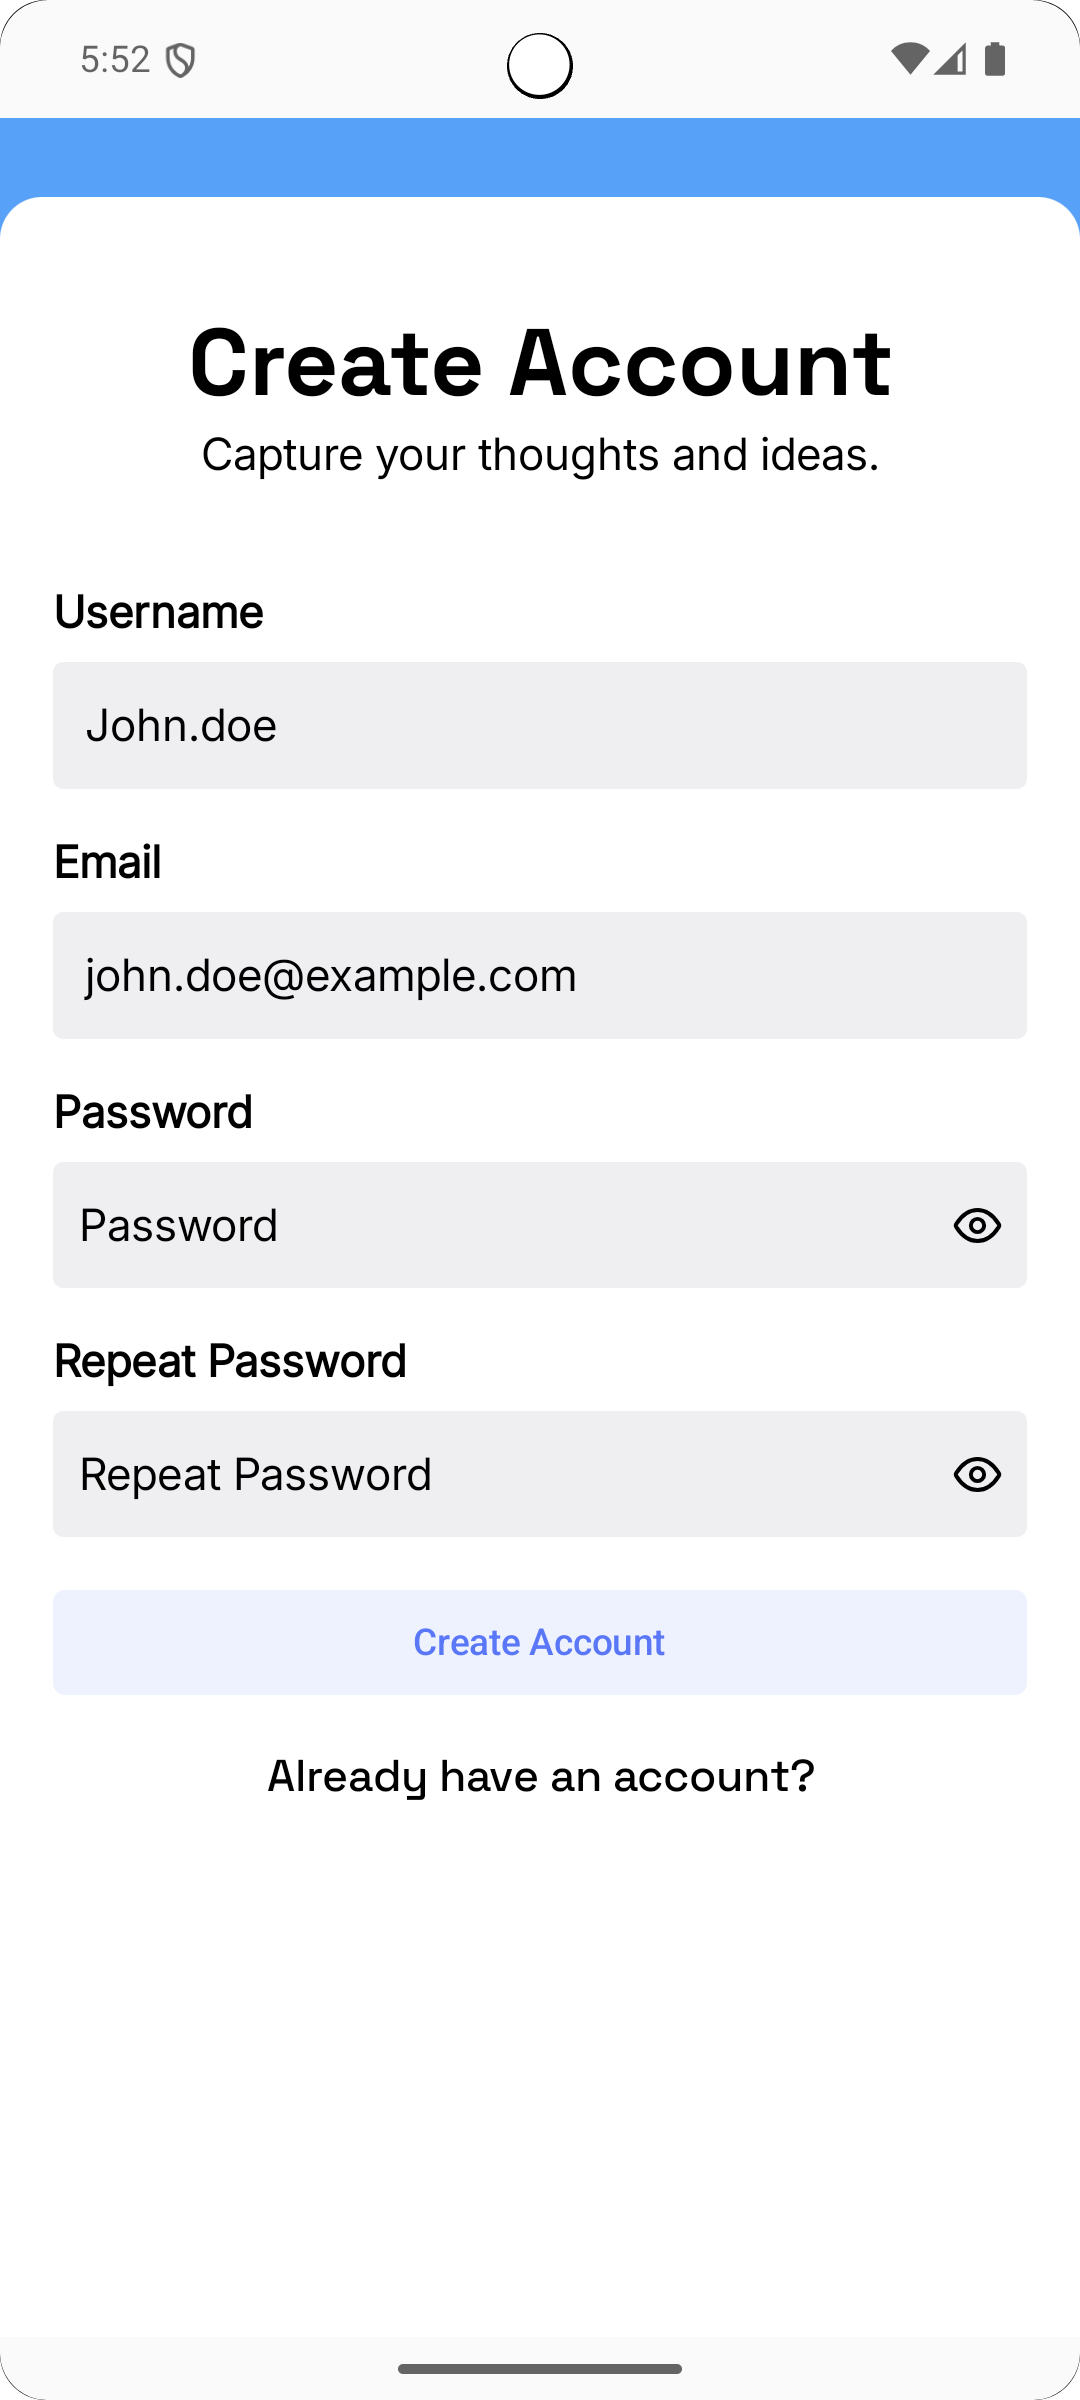 5:52
Create Account
Capture your thoughts and ideas.
Username
John.doe
Email
john.doe@example.com
Password
Password
Repeat Password
Repeat Password
Create Account
Already have an account?